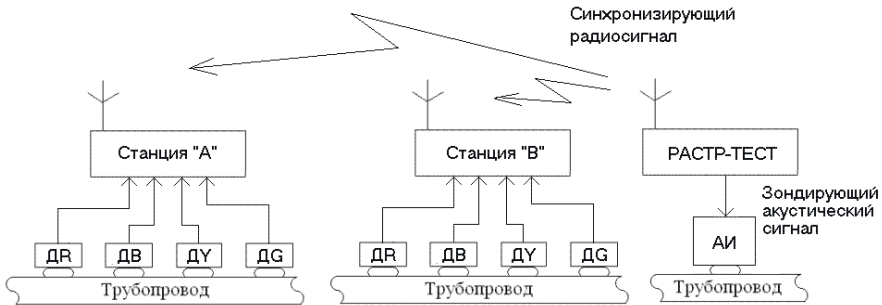 Синхронизирующий
радиосигнал
Станция "А"
Станция "В"
РАСТР-ТЕСТ
Зондирующий
акустический
сигнал
ДR ДВ ДY ДG
ДR ДВ ДY ДG
АИ
Трубопровод
Трубопровод
Трубопровод